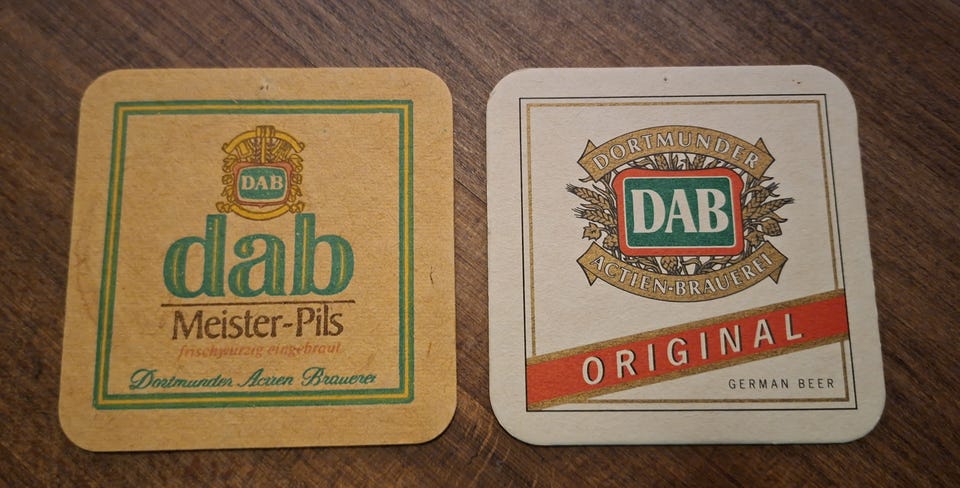 DAB
dab
Meister-Pils
frischwürzig eingebraut
Dortmunder Actien Brauerei
DORTMUNDER
DAB
ACTIEN-BRAUEREI
ORIGINAL
GERMAN BEER